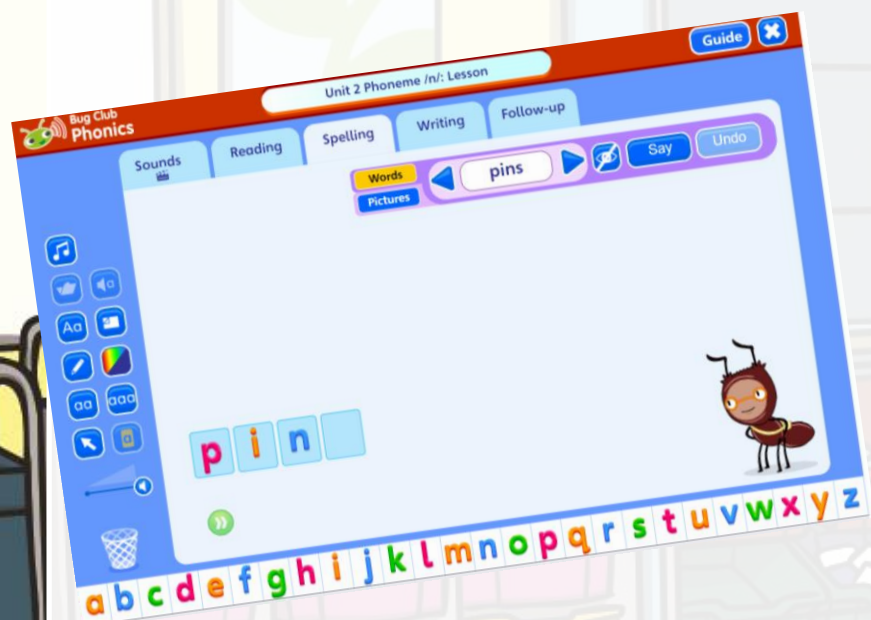 Guide
Unit 2 Phoneme /n/: Lesson
Bug Club
Phonics
Sounds
Reading
Spelling
Writing
Follow-up
Words
Pictures
pins
Say
Undo
Aa
aa
aaa
a
p i n
a b c d e f g h i j k l m n o p q r s t u v w x y z